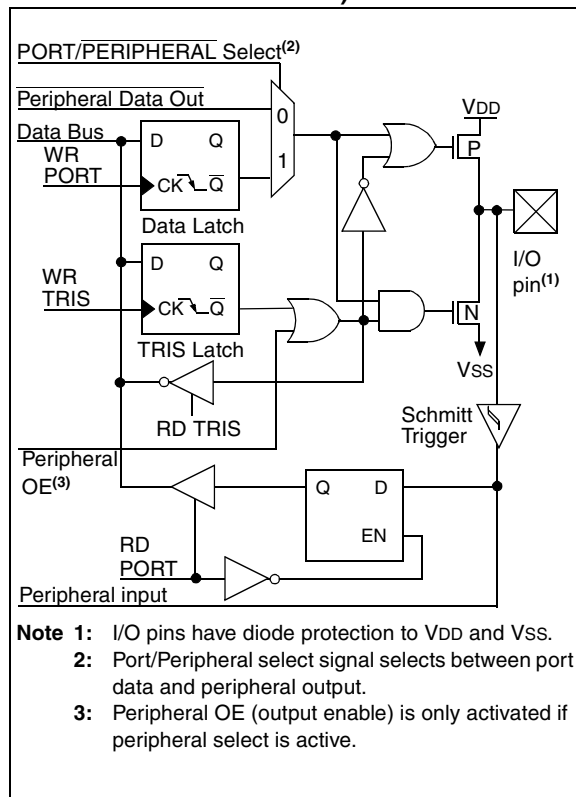 PORT/PERIPHERAL Select(2)
Peripheral Data Out
Data Bus
WR
PORT
D Q
CK Q
Data Latch
0
1
VDD
P
I/O
pin(1)
WR
TRIS
D Q
CK Q
TRIS Latch
N
VSS
RD TRIS
Schmitt
Trigger
Peripheral
OE(3)
Q D
EN
RD
PORT
Peripheral input
Note 1: I/O pins have diode protection to VDD and VSS.
2: Port/Peripheral select signal selects between port
data and peripheral output.
3: Peripheral OE (output enable) is only activated if
peripheral select is active.